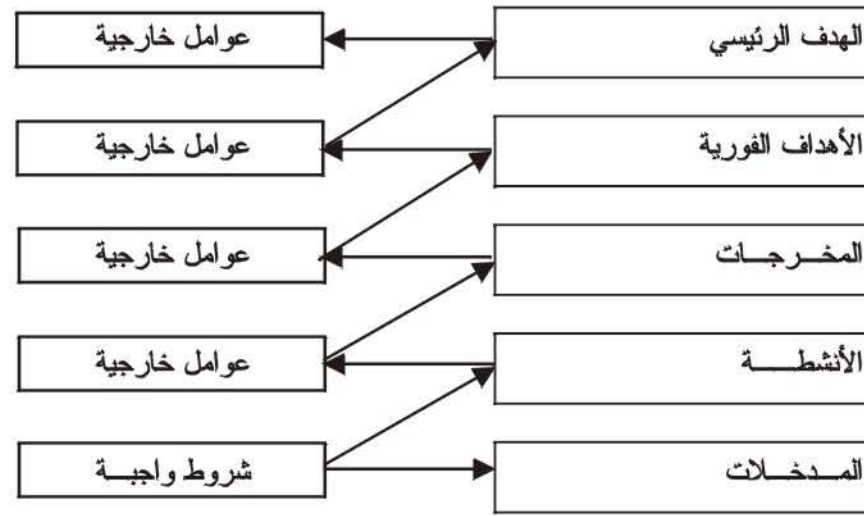 الهدف الرئيسي
عوامل خارجية
الأهداف الفورية
عوامل خارجية
المخرجات
عوامل خارجية
الأنشطة
عوامل خارجية
المدخلات
شروط واجبة